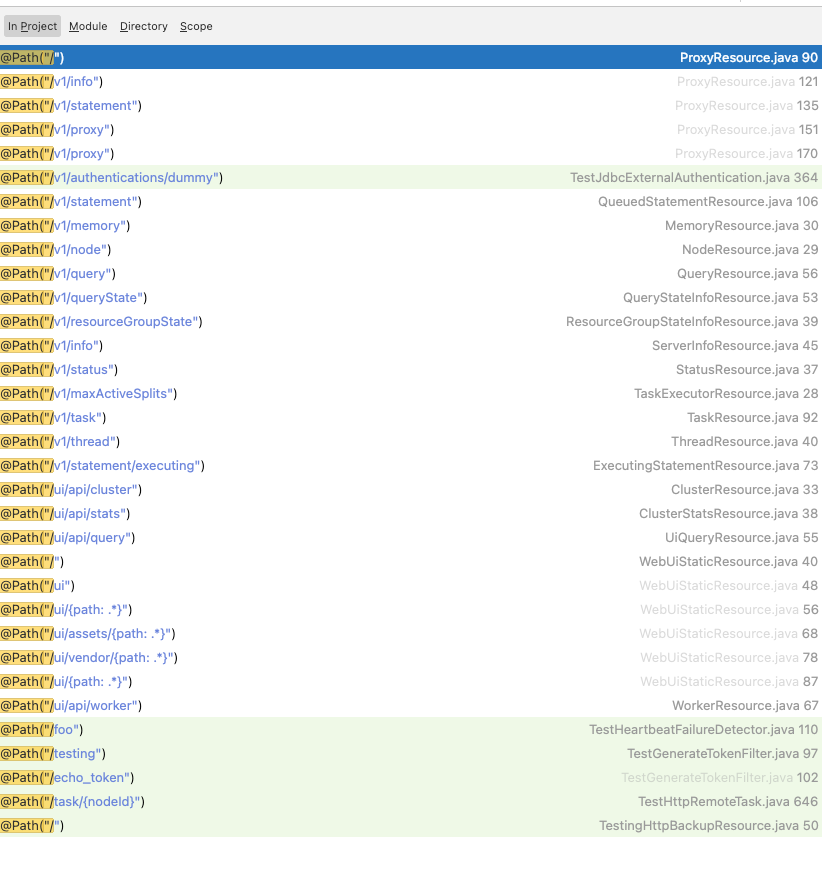 In Project Module Directory Scope
@Path("/") ProxyResource.java 90
@Path("/v1/info") ProxyResource.java 121
@Path("/v1/statement") ProxyResource.java 135
@Path("/v1/proxy") ProxyResource.java 151
@Path("/v1/proxy") ProxyResource.java 170
@Path("/v1/authentications/dummy") TestJdbcExternalAuthentication.java 364
@Path("/v1/statement") QueuedStatementResource.java 106
@Path("/v1/memory") MemoryResource.java 30
@Path("/v1/node") NodeResource.java 29
@Path("/v1/query") QueryResource.java 56
@Path("/v1/queryState") QueryStateInfoResource.java 53
@Path("/v1/resourceGroupState") ResourceGroupStateInfoResource.java 39
@Path("/v1/info") ServerInfoResource.java 45
@Path("/v1/status") StatusResource.java 37
@Path("/v1/maxActiveSplits") TaskExecutorResource.java 28
@Path("/v1/task") TaskResource.java 92
@Path("/v1/thread") ThreadResource.java 40
@Path("/v1/statement/executing") ExecutingStatementResource.java 73
@Path("/ui/api/cluster") ClusterResource.java 33
@Path("/ui/api/stats") ClusterStatsResource.java 38
@Path("/ui/api/query") UiQueryResource.java 55
@Path("/") WebUiStaticResource.java 40
@Path("/ui") WebUiStaticResource.java 48
@Path("/ui/{path: .*}") WebUiStaticResource.java 56
@Path("/ui/assets/{path: .*}") WebUiStaticResource.java 68
@Path("/ui/vendor/{path: .*}") WebUiStaticResource.java 78
@Path("/ui/{path: .*}") WebUiStaticResource.java 87
@Path("/ui/api/worker") WorkerResource.java 67
@Path("/foo") TestHeartbeatFailureDetector.java 110
@Path("/testing") TestGenerateTokenFilter.java 97
@Path("/echo_token") TestGenerateTokenFilter.java 102
@Path("/task/{nodeId}") TestHttpRemoteTask.java 646
@Path("/") TestingHttpBackupResource.java 50